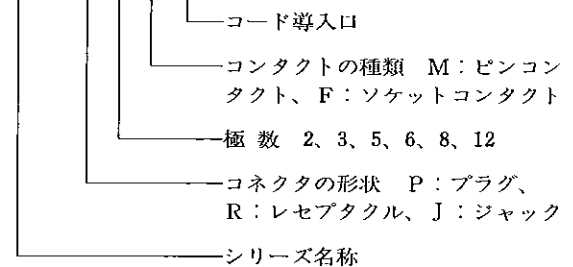 コード導入口
コンタクトの種類 M：ピンコン
タクト、F：ソケットコンタクト
極 数 2、3、5、6、8、12
コネクタの形状 P：プラグ、
R：レセプタクル、J：ジャック
シリーズ名称